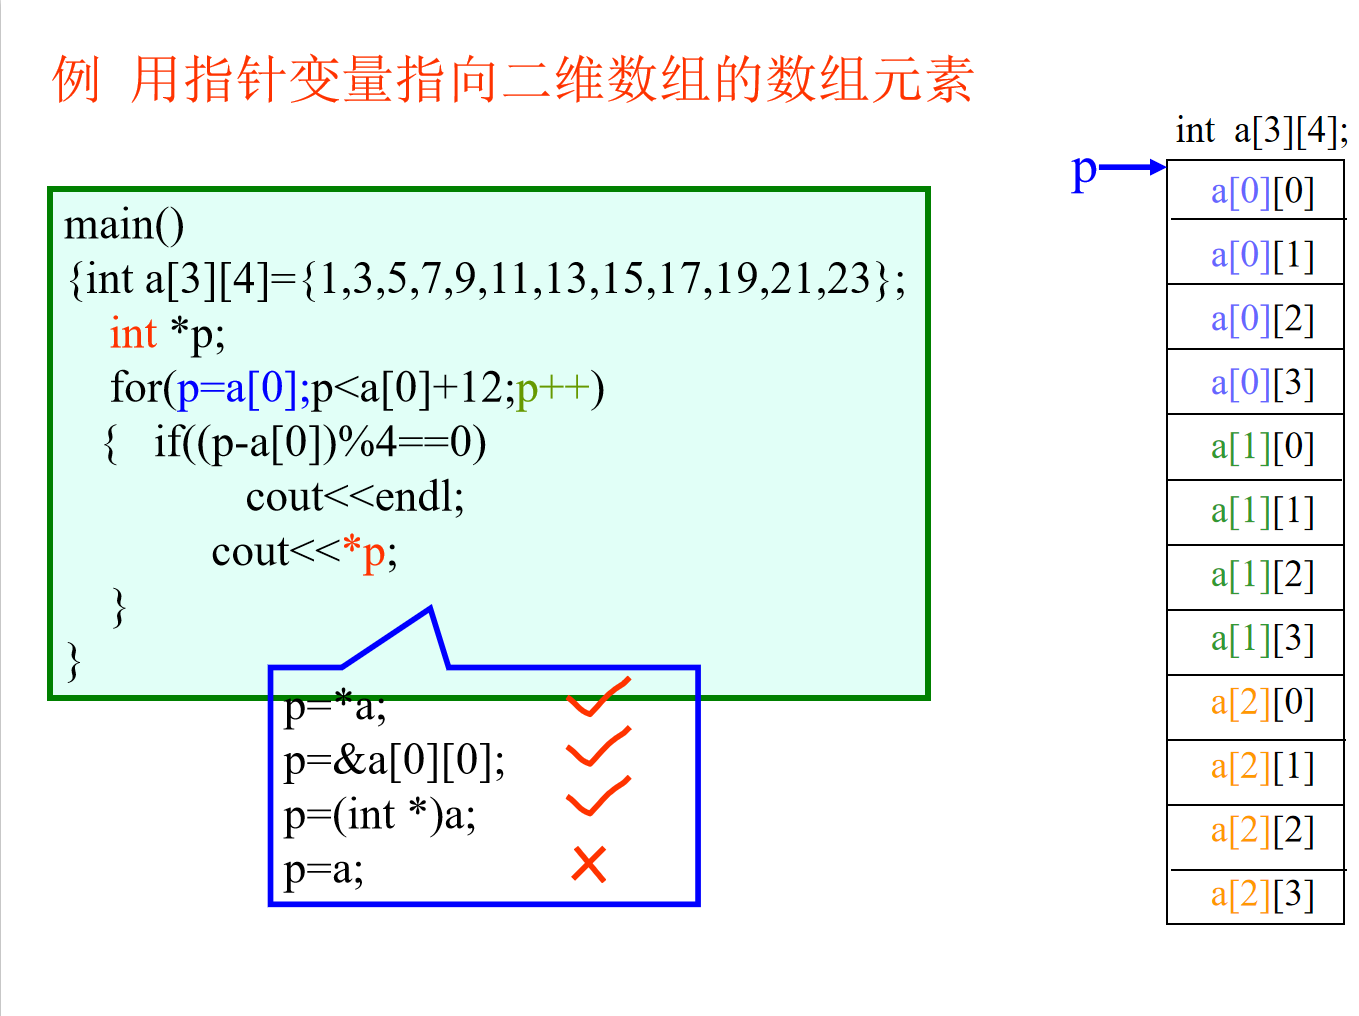 例 用指针变量指向二维数组的数组元素
int a[3][4];
p
main()
{int a[3][4]={1,3,5,7,9,11,13,15,17,19,21,23};
int *p;
for(p=a[0];p<a[0]+12;p++)
{ if((p-a[0])%4==0)
cout<<endl;
cout<<*p;
}
}
p=*a;
p=&a[0][0];
p=(int *)a;
p=a;
a[0][0]
a[0][1]
a[0][2]
a[0][3]
a[1][0]
a[1][1]
a[1][2]
a[1][3]
a[2][0]
a[2][1]
a[2][2]
a[2][3]